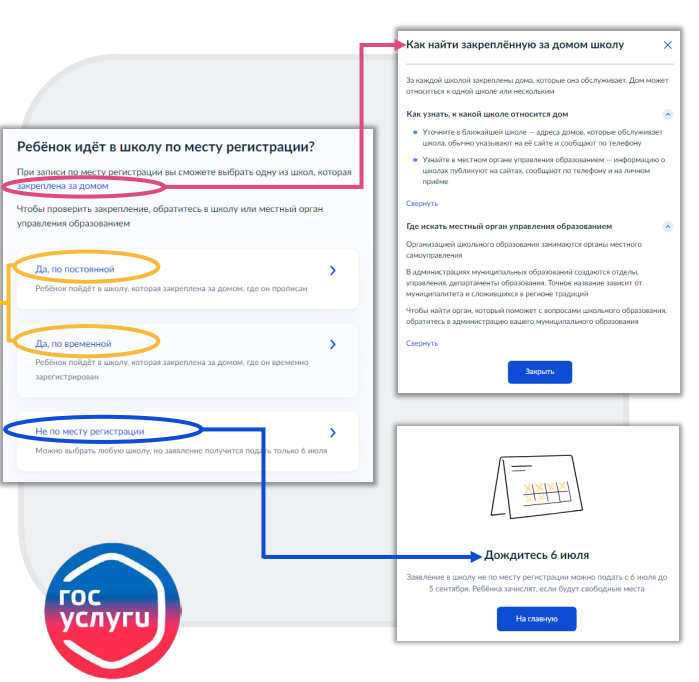 Ребёнок идёт в школу по месту регистрации?
При записи по месту регистрации вы сможете выбрать одну из школ, которая
закреплена за домом
Чтобы проверить закрепление, обратитесь в школу или местный орган
управления образованием
Да, по постоянной
Ребёнок пойдёт в школу, которая закреплена за домом, где он прописан
Да, по временной
Ребёнок пойдёт в школу, которая закреплена за домом, где он временно
зарегистрирован
Не по месту регистрации
Можно выбрать любую школу, но заявление получится подать только 6 июля
гос
услуги
Как найти закреплённую за домом школу
За каждой школой закреплены дома, которые она обслуживает. Дом может
относиться к одной школе или нескольким
Как узнать, к какой школе относится дом
Уточните в ближайшей школе — адреса домов, которые обслуживает
школа, обычно указывают на её сайте и сообщают по телефону
Узнайте в местном органе управления образованием — информацию о
школах публикуют на сайтах, сообщают по телефону и на личном
приёме
Свернуть
Где искать местный орган управления образованием
Организацией школьного образования занимаются органы местного
самоуправления
В администрациях муниципальных образований создаются отделы,
управления, департаменты образования. Точное название зависит от
муниципалитета и сложившихся в регионе традиций
Чтобы найти орган, который поможет с вопросами школьного образования,
обратитесь в администрацию вашего муниципального образования
Свернуть
Закрыть
Дождитесь 6 июля
Заявление в школу не по месту регистрации можно подать с 6 июля до
5 сентября. Ребёнка зачислят, если будут свободные места
На главную